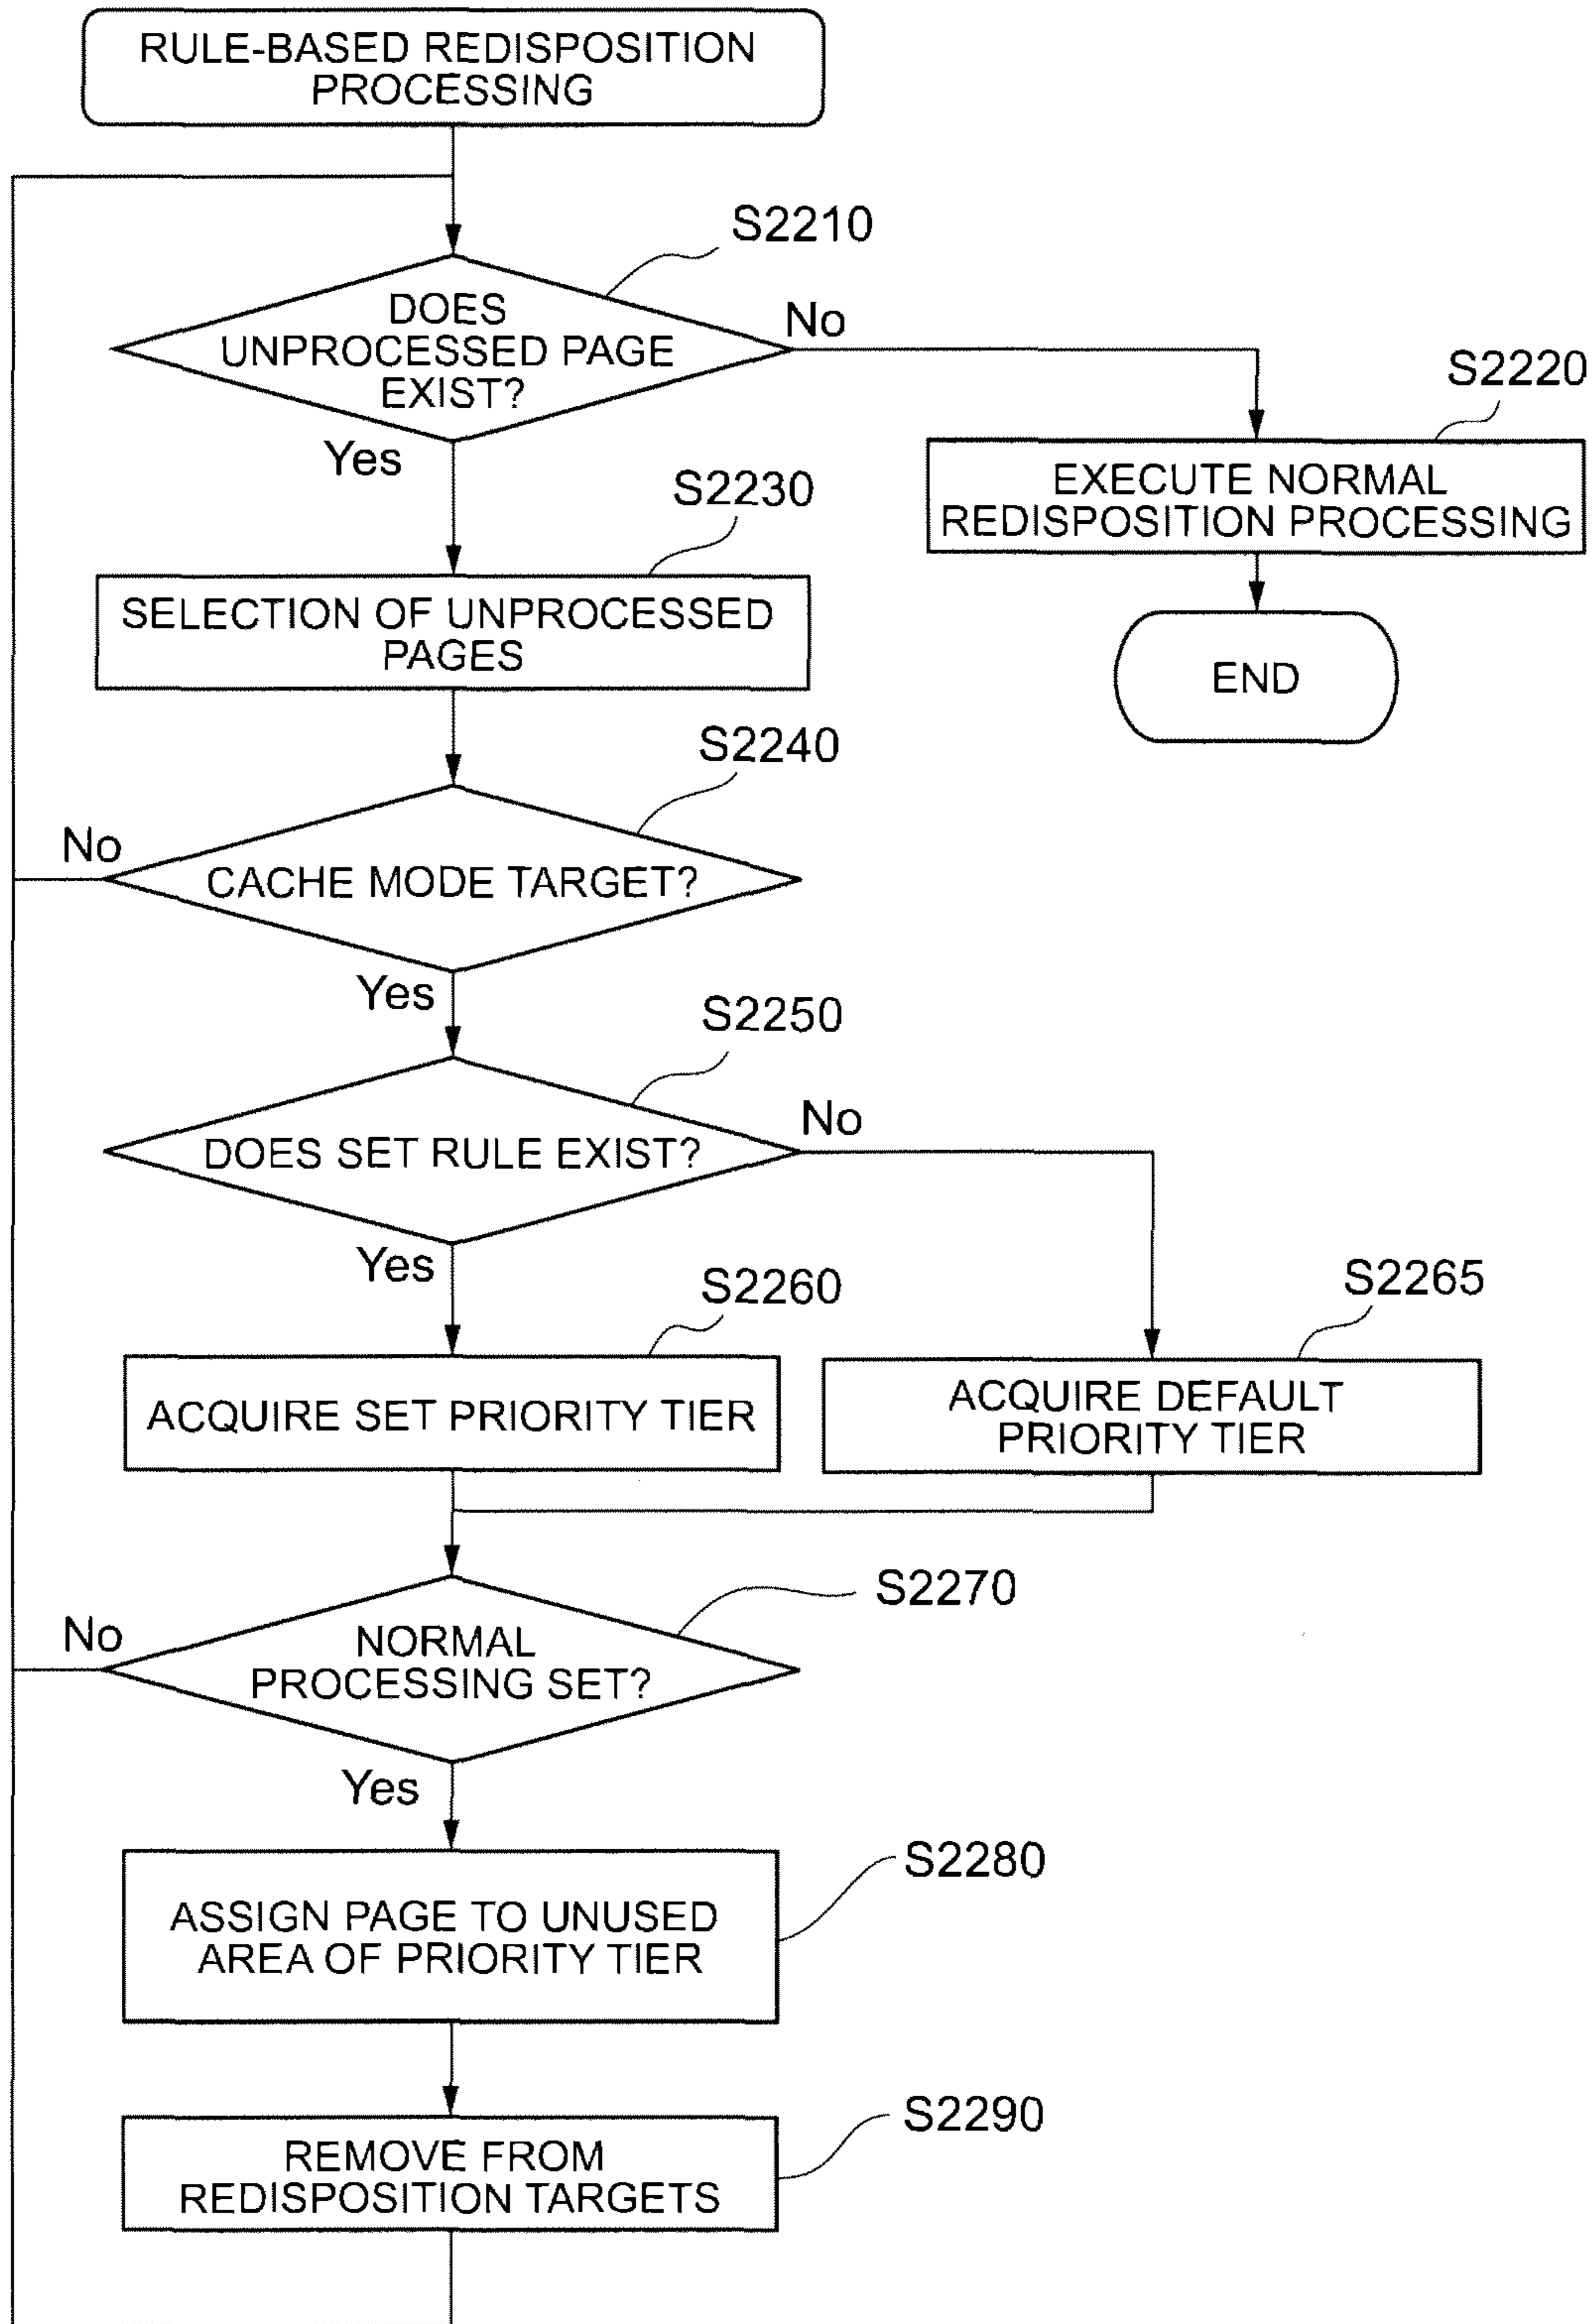 RULE-BASED REDISPOSITION
PROCESSING
S2210
DOES
UNPROCESSED PAGE
EXIST?
No
Yes
S2220
EXECUTE NORMAL
REDISPOSITION PROCESSING
END
S2230
SELECTION OF UNPROCESSED
PAGES
S2240
No
CACHE MODE TARGET?
Yes
S2250
No
DOES SET RULE EXIST?
Yes
S2260
S2265
ACQUIRE SET PRIORITY TIER
ACQUIRE DEFAULT
PRIORITY TIER
S2270
No
NORMAL
PROCESSING SET?
Yes
S2280
ASSIGN PAGE TO UNUSED
AREA OF PRIORITY TIER
S2290
REMOVE FROM
REDISPOSITION TARGETS